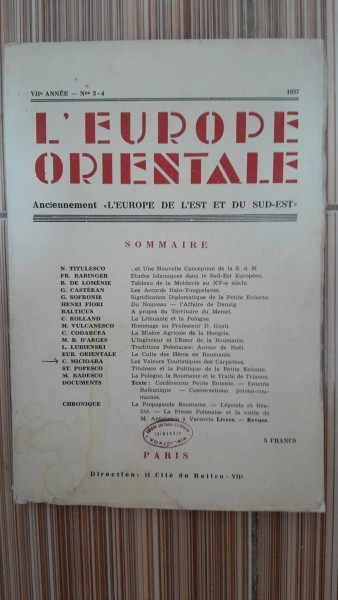 VIIe ANNÉE — Nos 3-4 1937
L'EUROPE
ORIENTALE
Anciennement «L'EUROPE DE L'EST ET DU SUD-EST»
SOMMAIRE
N. TITULESCO ...et Une Nouvelle Conception de la S. d. N.
FR. BABINGER Etudes Islamiques dans le Sud-Est Européen.
B. DE LOMÉNIE Tableau de la Moldavie au XVe siècle.
G. CASTÉRAN Les Accords Italo-Yougoslaves.
G. SOFRONIE Signification Diplomatique de la Petite Entente.
HENRI FIORI Du Nouveau — l'Affaire de Dantzig.
BALTICUS A propos du Territoire du Memel.
C. ROLLAND La Lithuanie et la Pologne.
M. VULCANESCO Hommage au Professeur D. Gusti.
C. CODARCEA La Misère Agricole de la Hongrie.
M. B. D'ARGES L'Ingénieur et l'Essor de la Roumanie.
L. LUBIENSKI Traditions Polonaises: Autour de Noël.
EUR. ORIENTALE Le Culte des Héros en Roumanie.
C. MICIOARA Les Valeurs Touristiques des Carpathes.
ST. POPESCO Titulesco et la Politique de la Petite Entente.
M. RADESCO La Pologne, la Roumanie et le Traité de Trianon.
DOCUMENTS Texte: Conférences Petite Entente. — Entente
Balkanique — Conversations polono-rou-
maines.
CHRONIQUE La Propagande Roumaine. — Légende et Réa-
lité. — La Presse Polonaise et la visite de
M. Antonesco à Varsovie Livres. — Revues.
5 FRANCS
PARIS
Direction: 11 Cité du Retiro - VIIIe